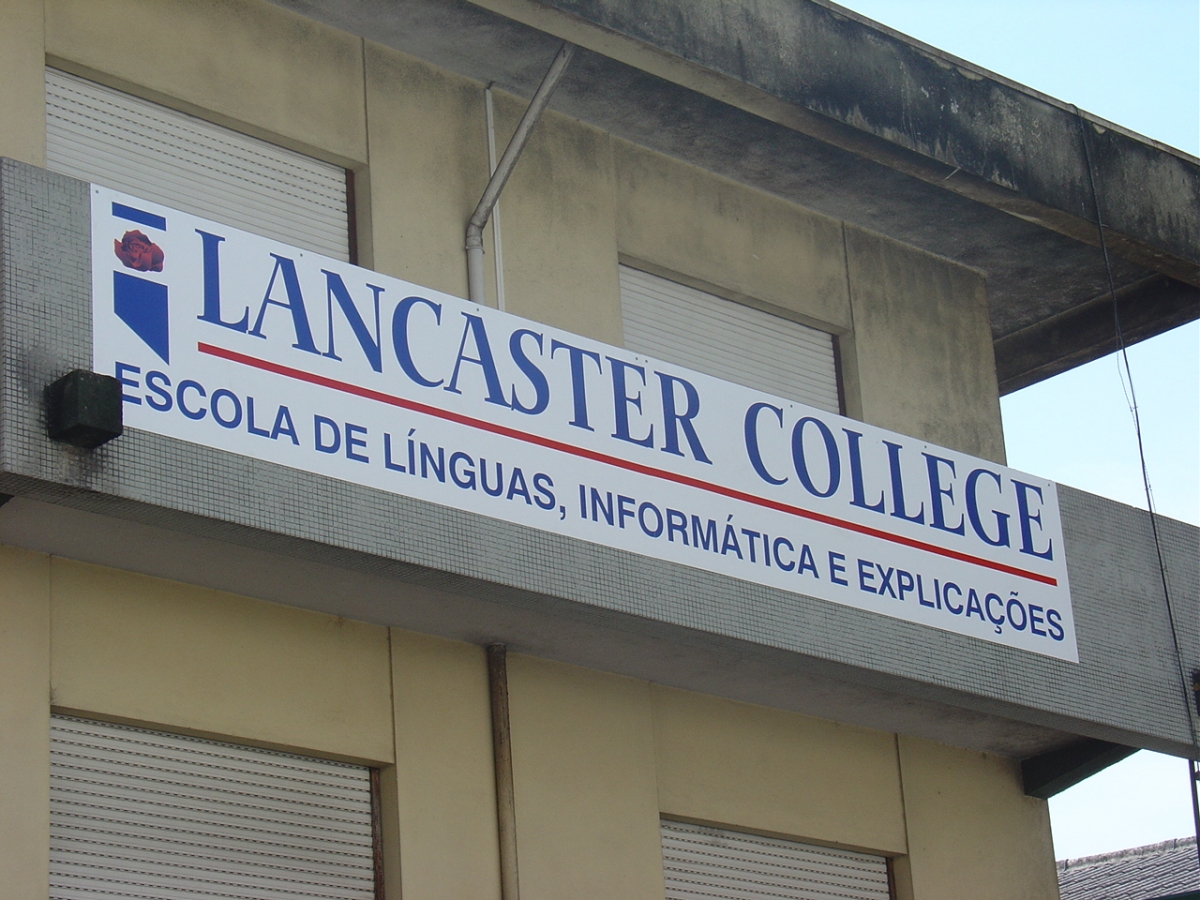 LANCASTER COLLEGE
ESCOLA DE LÍNGUAS, INFORMÁTICA E EXPLICAÇÕES